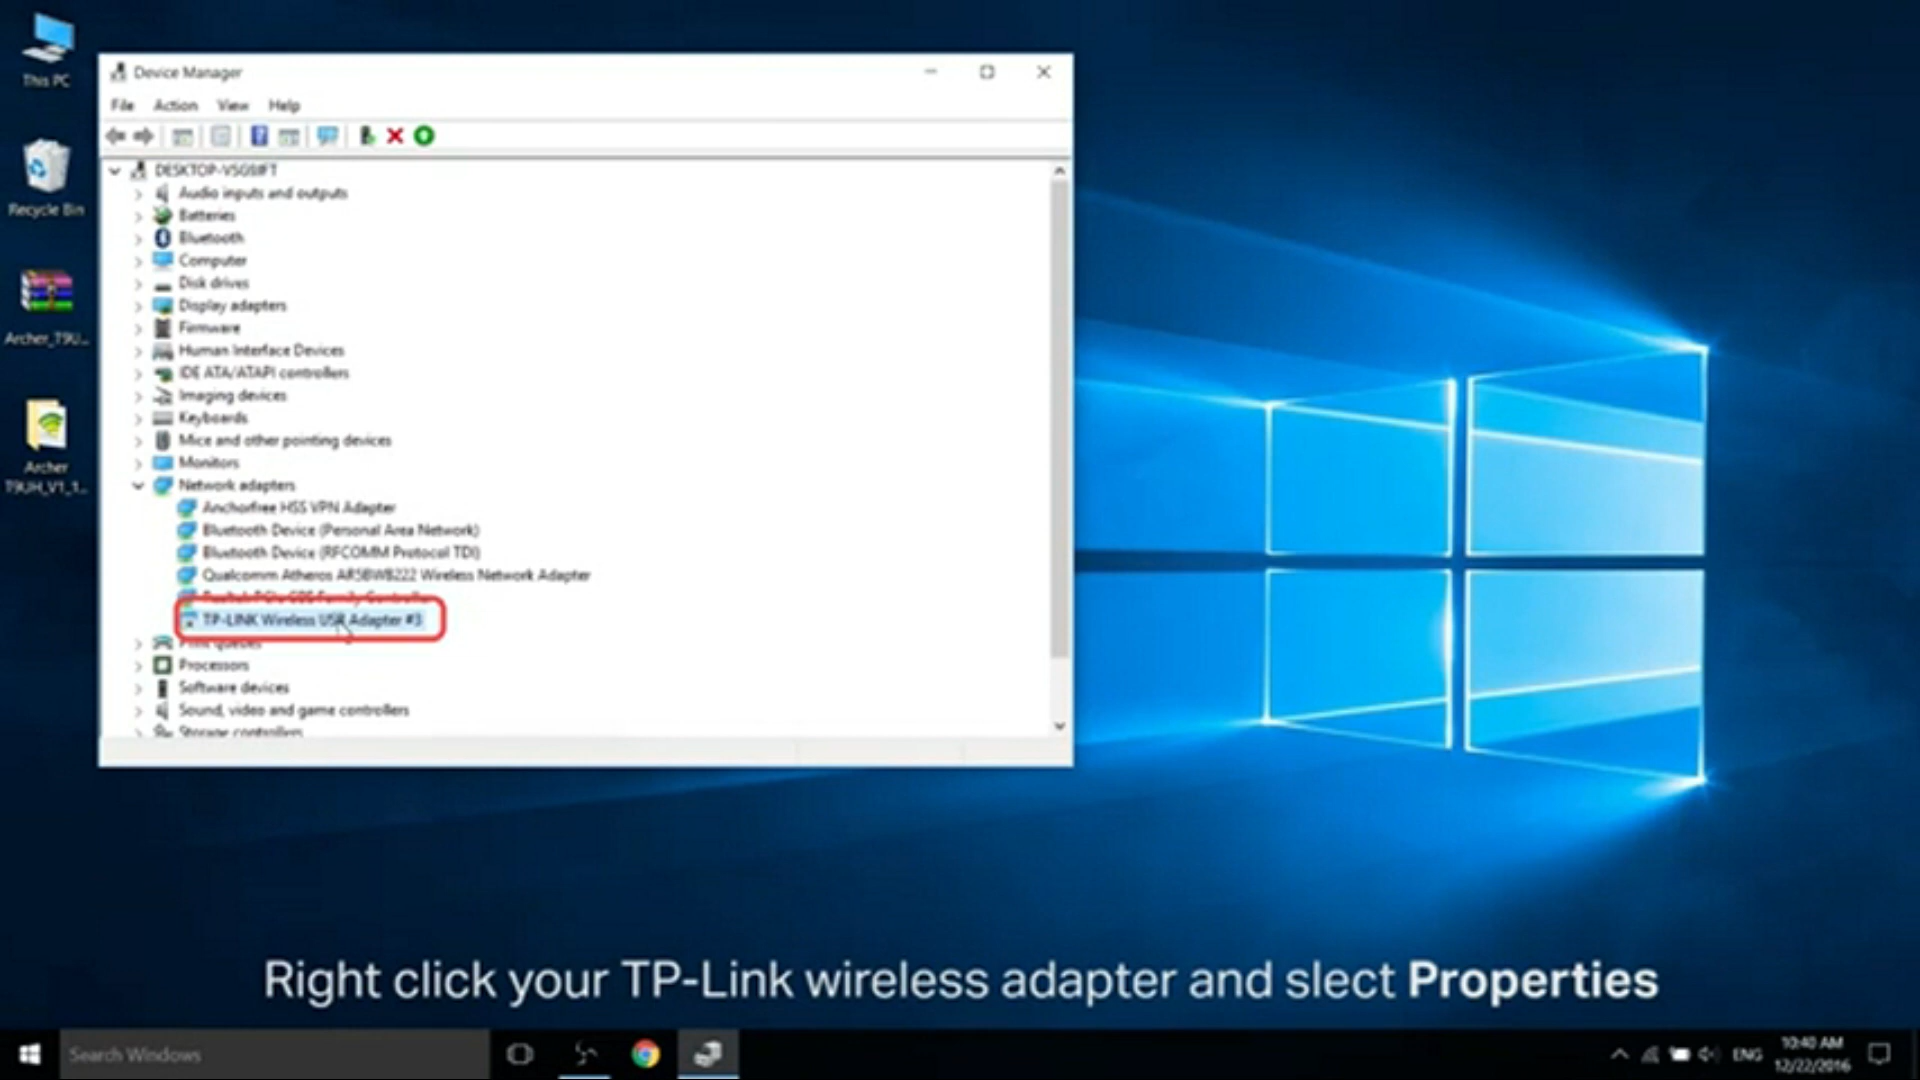 This PC
Recycle Bin
Archer_T9U...
Archer
T9UH_V1_1...
Device Manager
File Action View Help
Audio inputs and outputs
Batteries
Bluetooth
Computer
Disk drives
Display adapters
Firmware
Human Interface Devices
IDE ATA/ATAPI controllers
Imaging devices
Keyboards
Mice and other pointing devices
Monitors
Network adapters
Anchorfree HSS VPN Adapter
Bluetooth Device (Personal Area Network)
Bluetooth Device (RFCOMM Protocol TDI)
Qualcomm Atheros AR5BWB222 Wireless Network Adapter
Realtek PCIe GBE Family Controller
TP-LINK Wireless USB Adapter #3
Print queues
Processors
Software devices
Sound, video and game controllers
Storage controllers
Right click your TP-Link wireless adapter and slect Properties
Search Windows
ENG
10:40 AM
12/22/2016